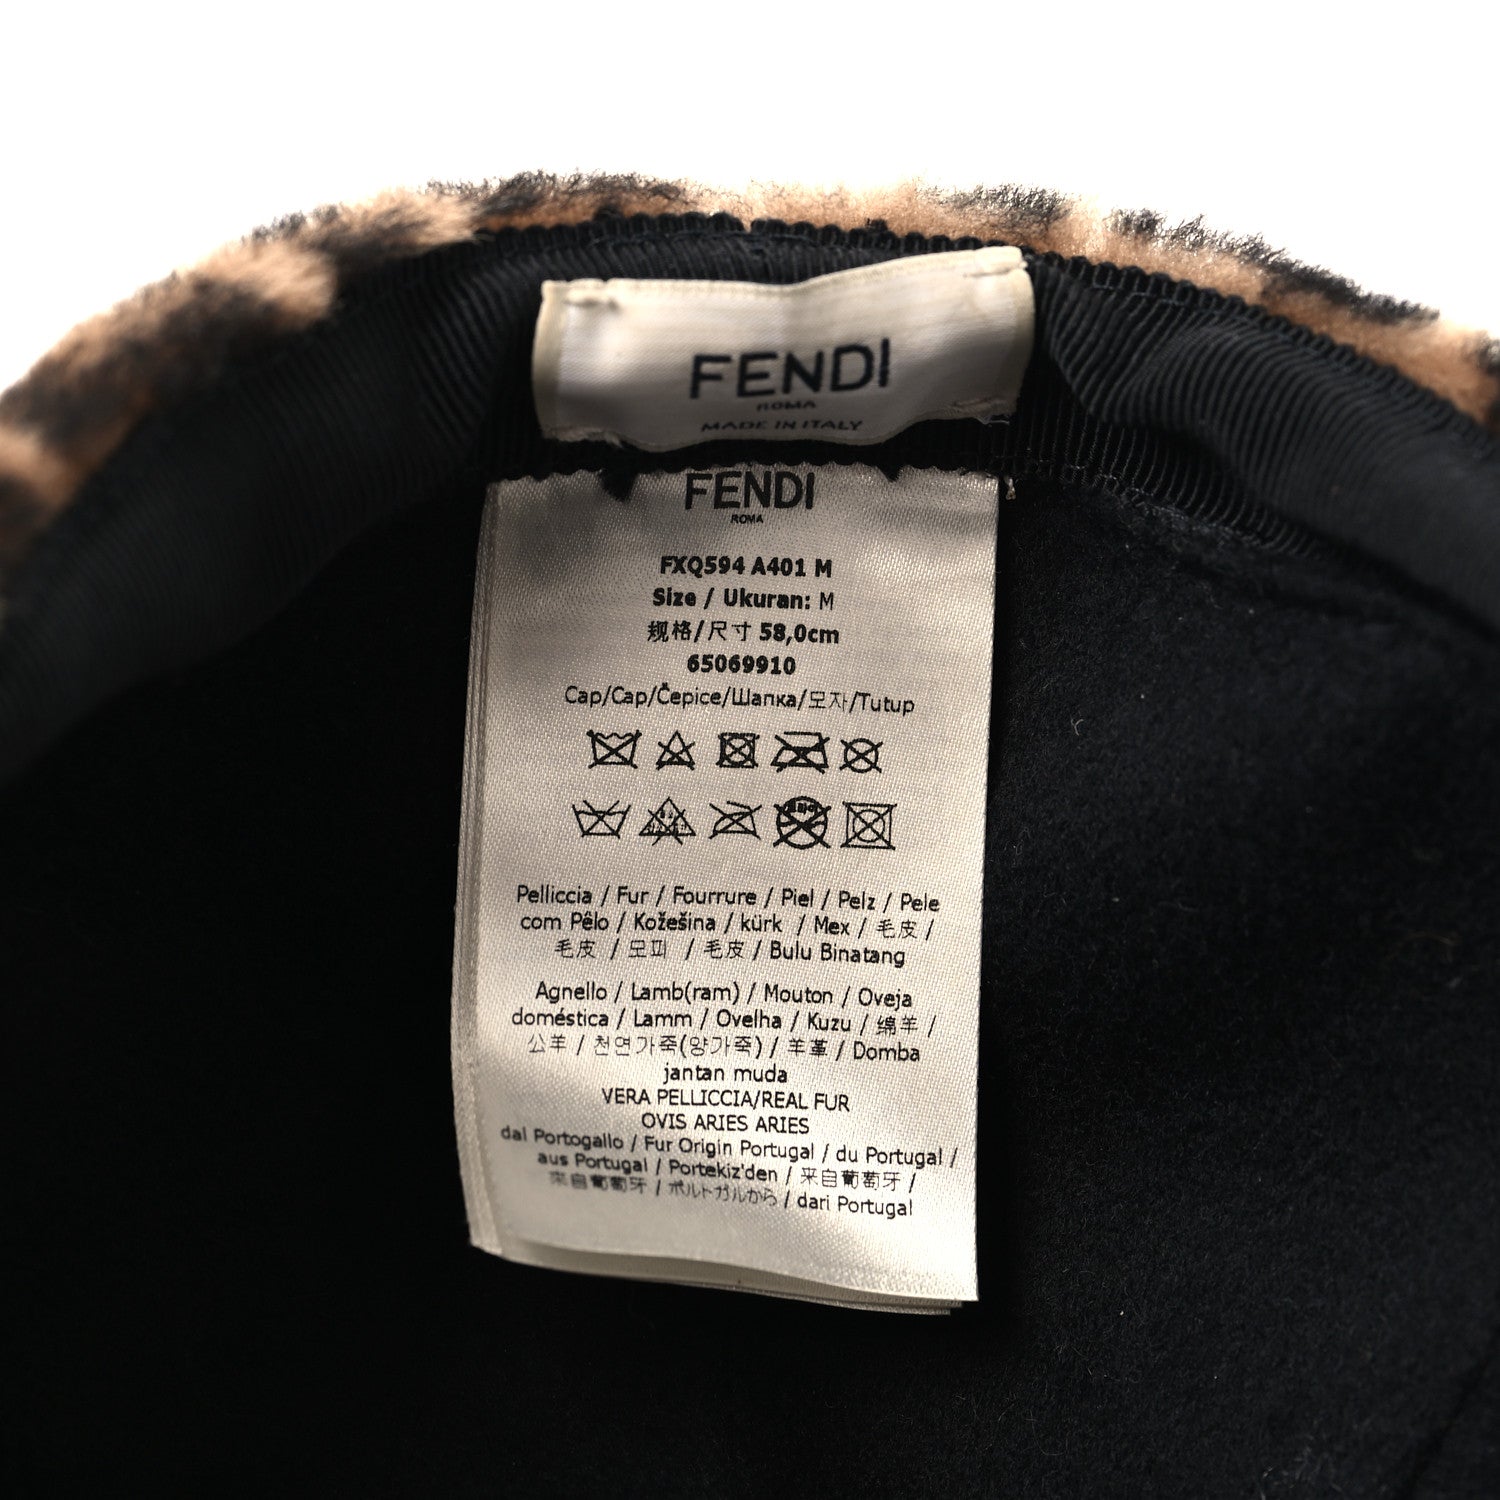 FENDI
ROMA
MADE IN ITALY
FENDI
ROMA
FXQ594 A401 M
Size / Ukuran: M
规格/尺寸 58,0cm
65069910
Cap/Cap/Čepice/Шапка/모자/Tutup
Pelliccia / Fur / Fourrure / Piel / Pelz / Pele
com Pêlo / Kožešina / kürk / Mex / 毛皮 /
毛皮 / 모피 / 毛皮 / Bulu Binatang
Agnello / Lamb(ram) / Mouton / Oveja
doméstica / Lamm / Ovelha / Kuzu / 绵羊 /
公羊 / 천연가죽(양가죽) / 羊革 / Domba
jantan muda
VERA PELLICCIA/REAL FUR
OVIS ARIES ARIES
dal Portogallo / Fur Origin Portugal / du Portugal /
aus Portugal / Portekiz'den / 来自葡萄牙 /
來自葡萄牙 / ポルトガルから / dari Portugal